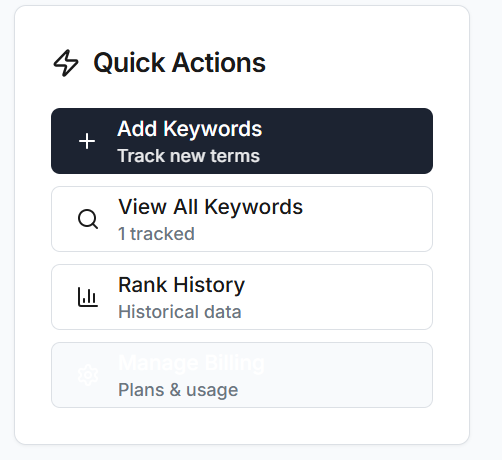 Quick Actions
Add Keywords
Track new terms
View All Keywords
1 tracked
Rank History
Historical data
Manage Billing
Plans & usage